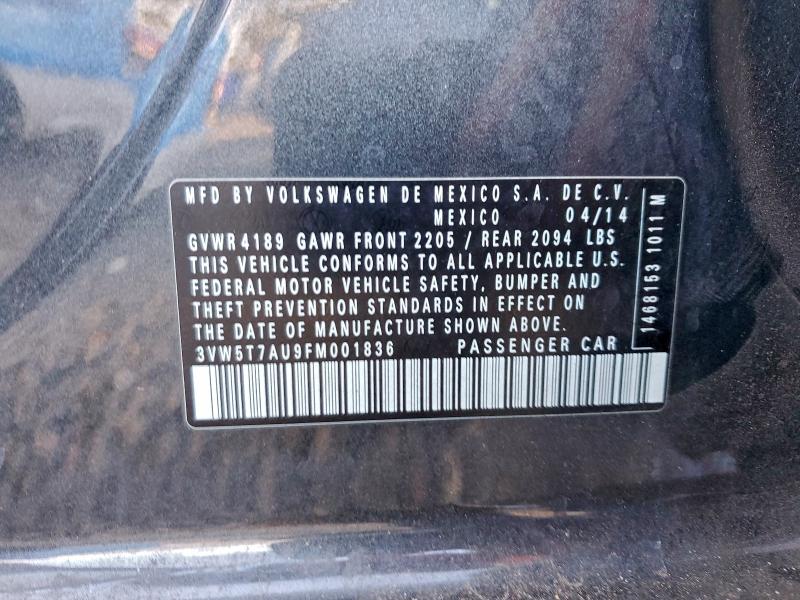 MFD BY VOLKSWAGEN DE MEXICO S.A. DE C.V.
MEXICO 04/14
GVWR 4189 GAWR FRONT 2205 / REAR 2094 LBS
THIS VEHICLE CONFORMS TO ALL APPLICABLE U.S.
FEDERAL MOTOR VEHICLE SAFETY, BUMPER AND
THEFT PREVENTION STANDARDS IN EFFECT ON
THE DATE OF MANUFACTURE SHOWN ABOVE.
3VW5T7AU9FM001836 PASSENGER CAR
1468153 1011 M